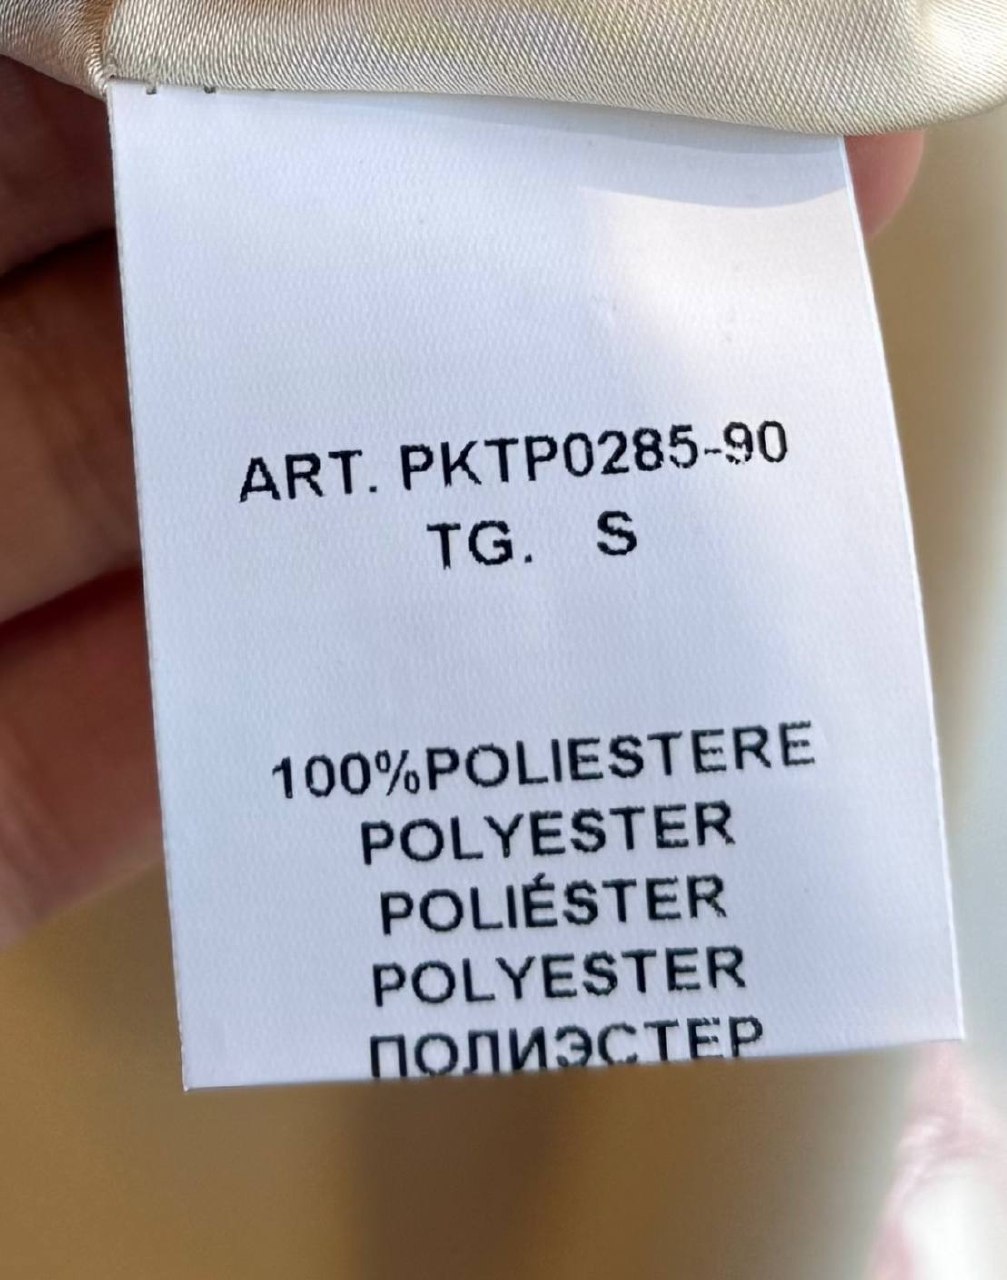 ART. PKTP0285-90
TG. S
100%POLIESTERE
POLYESTER
POLIÉSTER
POLYESTER
ПОЛИЭСТЕР